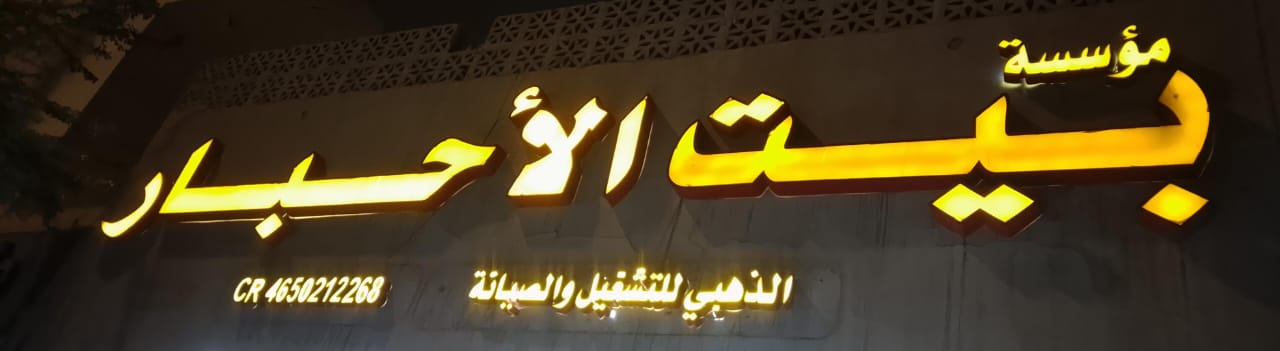 مؤسسة
بيت الأحبار
الذهبي للتشغيل والصيانة
CR 4650212268